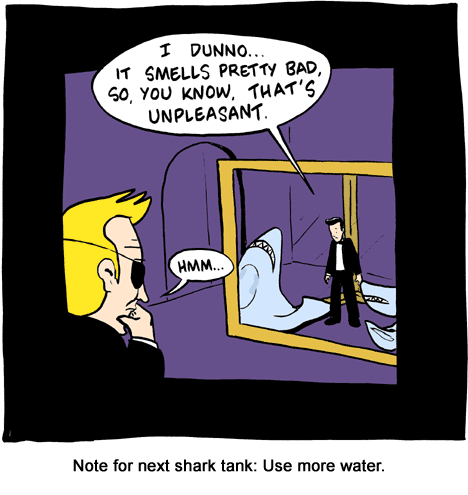 I DUNNO...
IT SMELLS PRETTY BAD,
SO, YOU KNOW, THAT'S
UNPLEASANT.
HMM...
Note for next shark tank: Use more water.